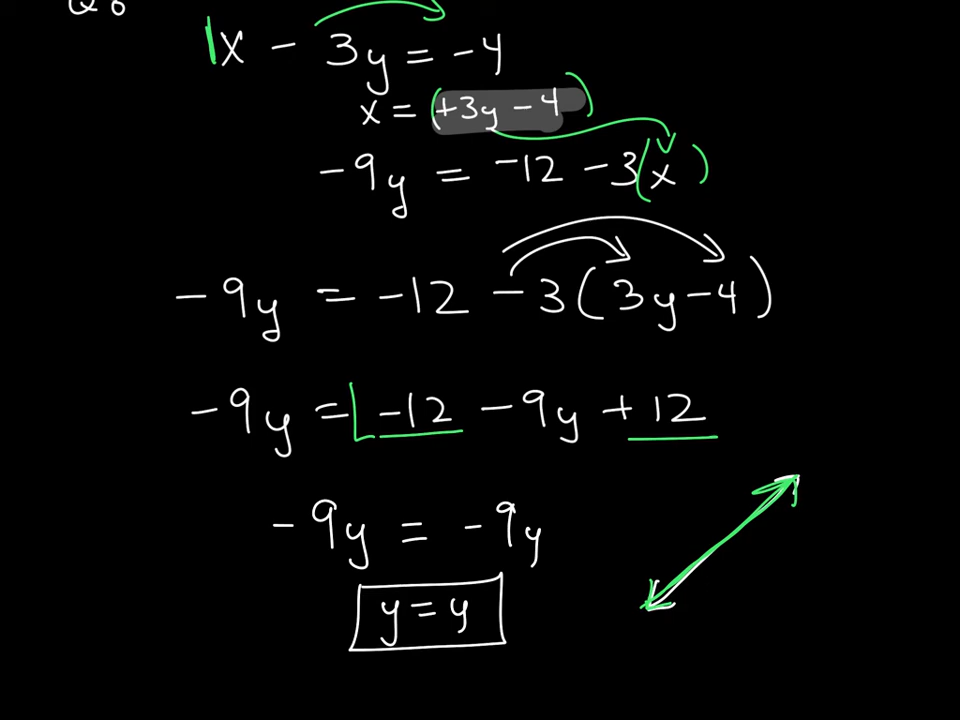 1x - 3y = -4
x = (+3y - 4)
-9y = -12 - 3(x)
-9y = -12 - 3(3y - 4)
-9y = -12 - 9y + 12
-9y = -9y
y = y